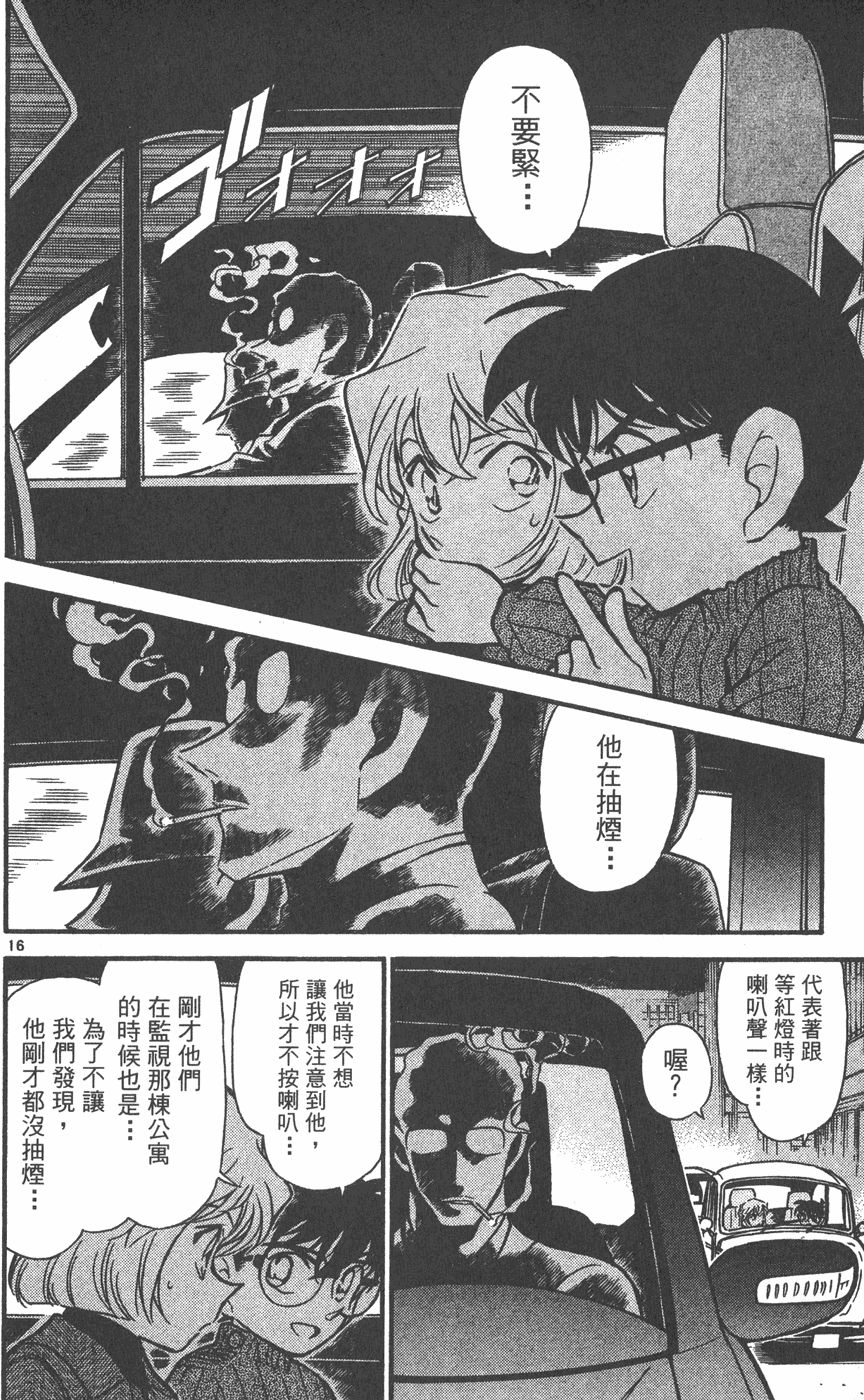 不要緊…
ゴオオオ
他在抽煙…
16
代表著跟
等紅燈時的
喇叭聲一樣…
喔？
他當時不想
讓我們注意到他，
所以才不按喇叭…
剛才他們
在監視那棟公寓
的時候也是…
為了不讓
我們發現，
他剛才都沒抽煙…